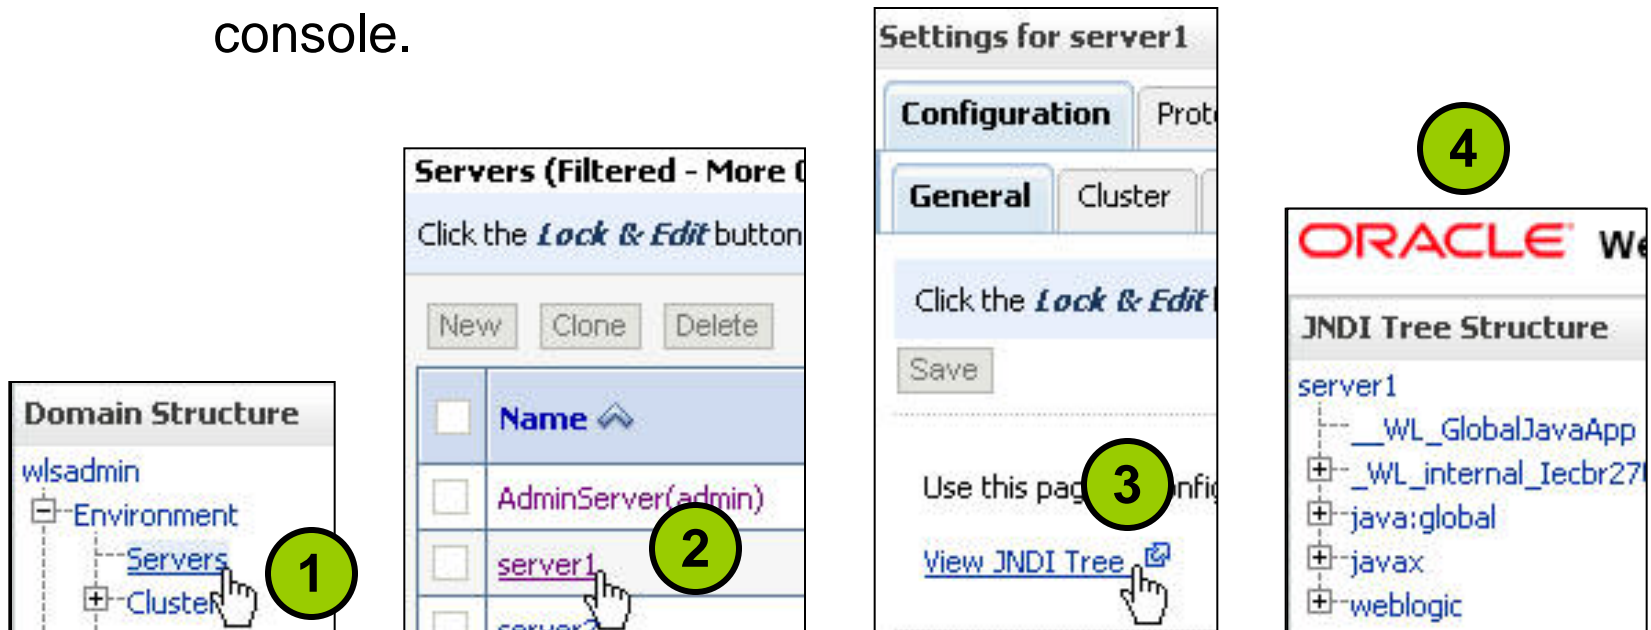 console.
Domain Structure
wlsadmin
Environment
Servers
Cluster
1
Servers (Filtered - More
Click the Lock & Edit button
New Clone Delete
Name
AdminServer(admin)
server1
2
Settings for server1
Configuration
General Cluster
Click the Lock & Edit
Save
Use this
3
View JNDI Tree
4
ORACLE
JNDI Tree Structure
server1
__WL_GlobalJavaApp
_WL_internal_Iecbr27
java:global
javax
weblogic